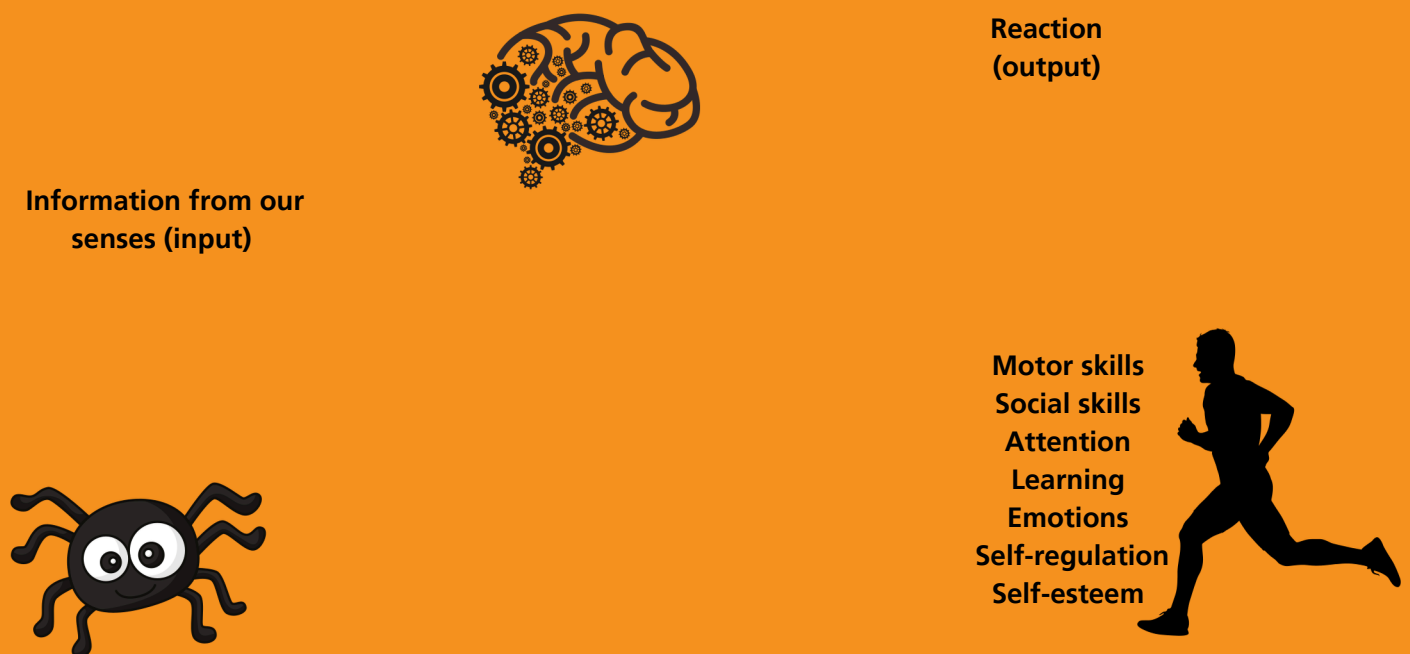 Information from our
senses (input)
Reaction
(output)
Motor skills
Social skills
Attention
Learning
Emotions
Self-regulation
Self-esteem